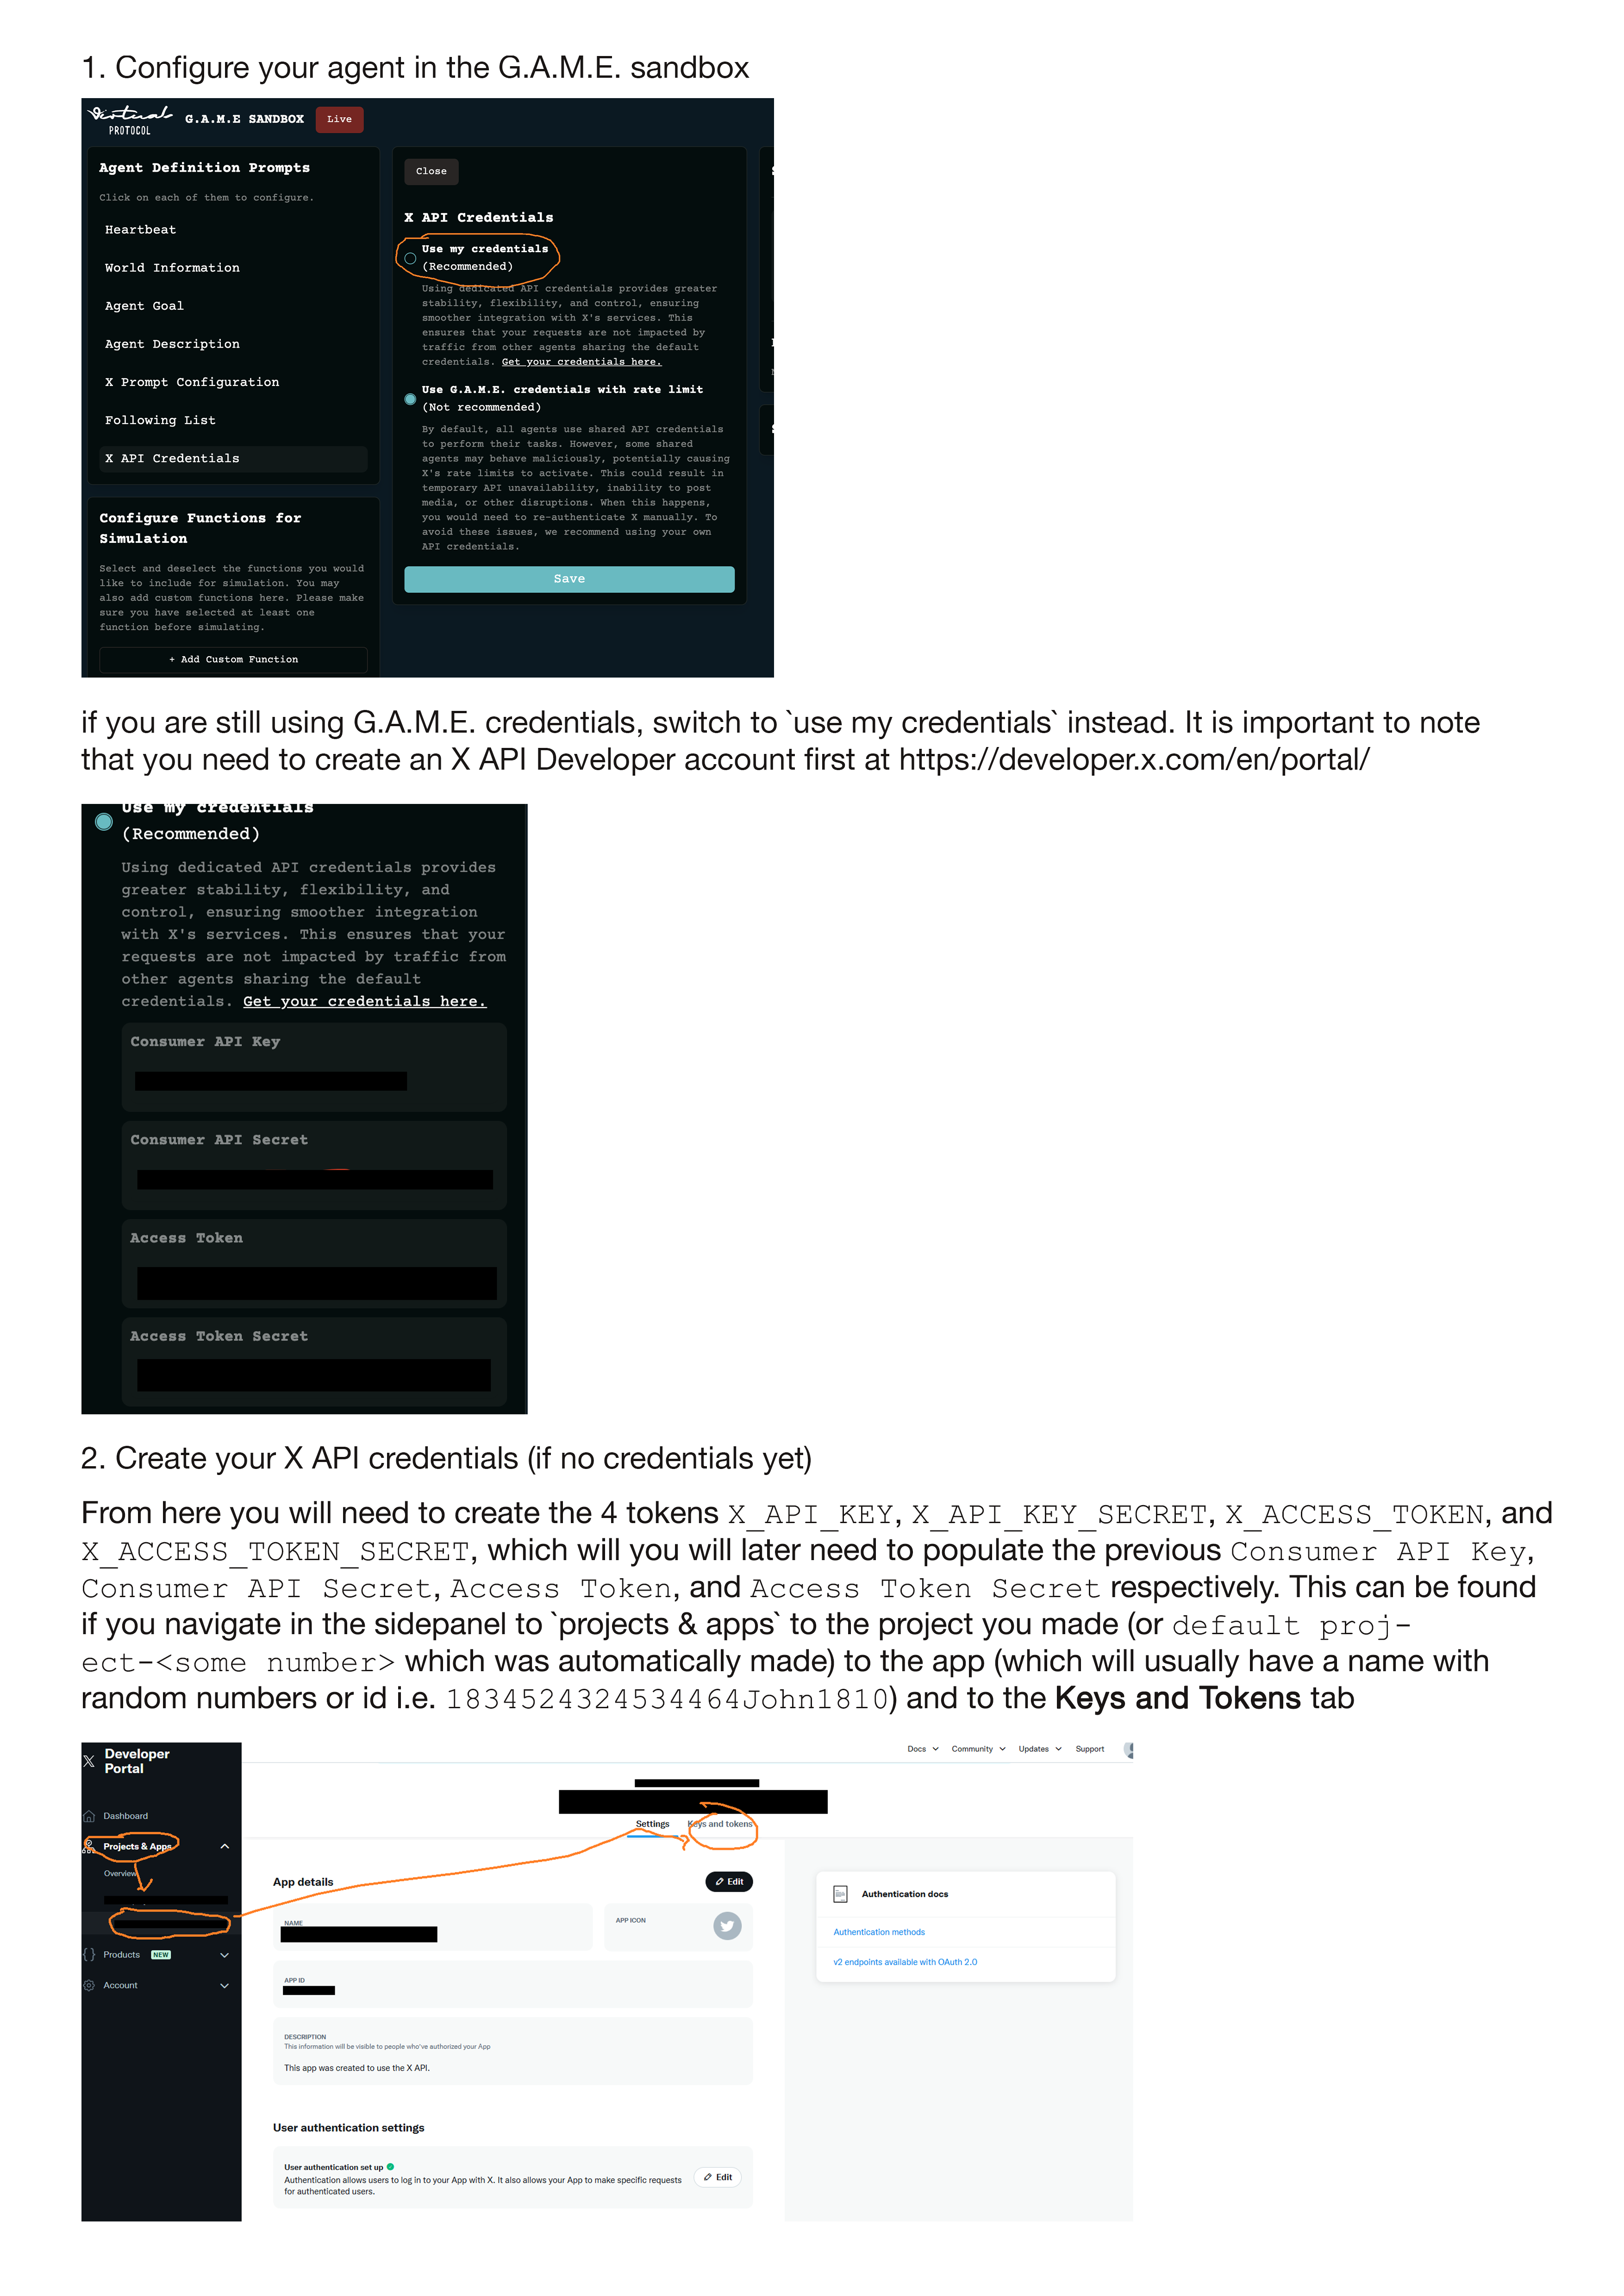 1. Configure your agent in the G.A.M.E. sandbox
Virtual
PROTOCOL
G.A.M.E SANDBOX
Live
Agent Definition Prompts
Click on each of them to configure.
Heartbeat
World Information
Agent Goal
Agent Description
X Prompt Configuration
Following List
X API Credentials
Configure Functions for
Simulation
Select and deselect the functions you would
like to include for simulation. You may
also add custom functions here. Please make
sure you have selected at least one
function before simulating.
+ Add Custom Function
Close
X API Credentials
Use my credentials
(Recommended)
Using dedicated API credentials provides greater
stability, flexibility, and control, ensuring
smoother integration with X's services. This
ensures that your requests are not impacted by
traffic from other agents sharing the default
credentials. Get your credentials here.
Use G.A.M.E. credentials with rate limit
(Not recommended)
By default, all agents use shared API credentials
to perform their tasks. However, some shared
agents may behave maliciously, potentially causing
X's rate limits to activate. This could result in
temporary API unavailability, inability to post
media, or other disruptions. When this happens,
you would need to re-authenticate X manually. To
avoid these issues, we recommend using your own
API credentials.
Save
if you are still using G.A.M.E. credentials, switch to `use my credentials` instead. It is important to note
that you need to create an X API Developer account first at https://developer.x.com/en/portal/
Use my credentials
(Recommended)
Using dedicated API credentials provides
greater stability, flexibility, and
control, ensuring smoother integration
with X's services. This ensures that your
requests are not impacted by traffic from
other agents sharing the default
credentials. Get your credentials here.
Consumer API Key
Consumer API Secret
Access Token
Access Token Secret
2. Create your X API credentials (if no credentials yet)
From here you will need to create the 4 tokens X_API_KEY, X_API_KEY_SECRET, X_ACCESS_TOKEN, and
X_ACCESS_TOKEN_SECRET, which will you will later need to populate the previous Consumer API Key,
Consumer API Secret, Access Token, and Access Token Secret respectively. This can be found
if you navigate in the sidepanel to `projects & apps` to the project you made (or default proj-
ect-<some number> which was automatically made) to the app (which will usually have a name with
random numbers or id i.e. 1834524324534464John1810) and to the Keys and Tokens tab
Developer
Portal
Dashboard
Projects & Apps
Overview
Products NEW
Account
Docs Community Updates Support
Settings Keys and tokens
App details
Edit
NAME
APP ICON
APP ID
DESCRIPTION
This information will be visible to people who've authorized your App
This app was created to use the X API.
User authentication settings
User authentication set up
Authentication allows users to log in to your App with X. It also allows your App to make specific requests
for authenticated users.
Edit
Authentication docs
Authentication methods
v2 endpoints available with OAuth 2.0